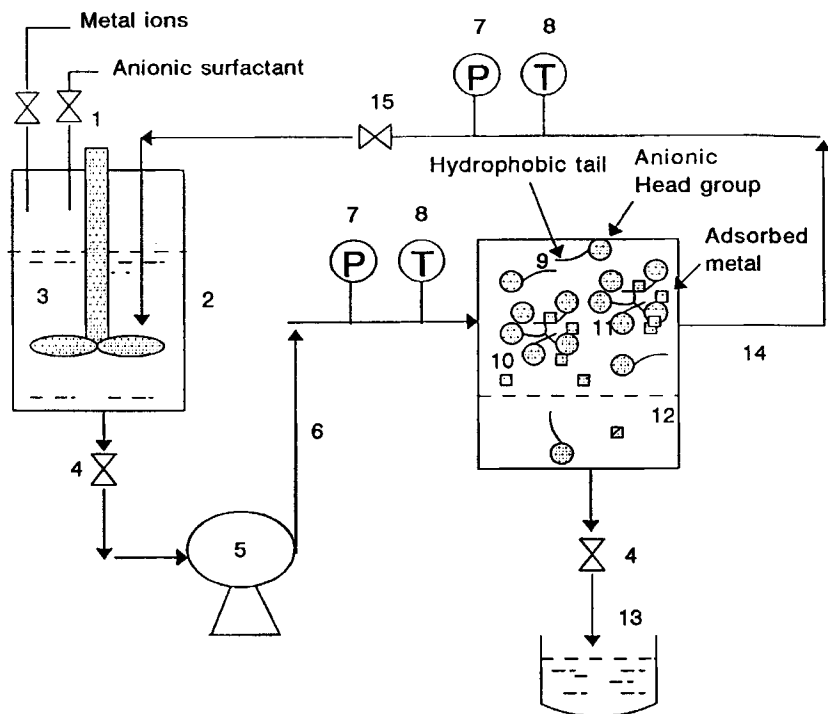 Metal ions
Anionic surfactant
1
7
8
P
T
15
Hydrophobic tail
Anionic
Head group
Adsorbed
metal
7
8
P
T
9
3
2
11
10
14
12
6
4
5
4
13